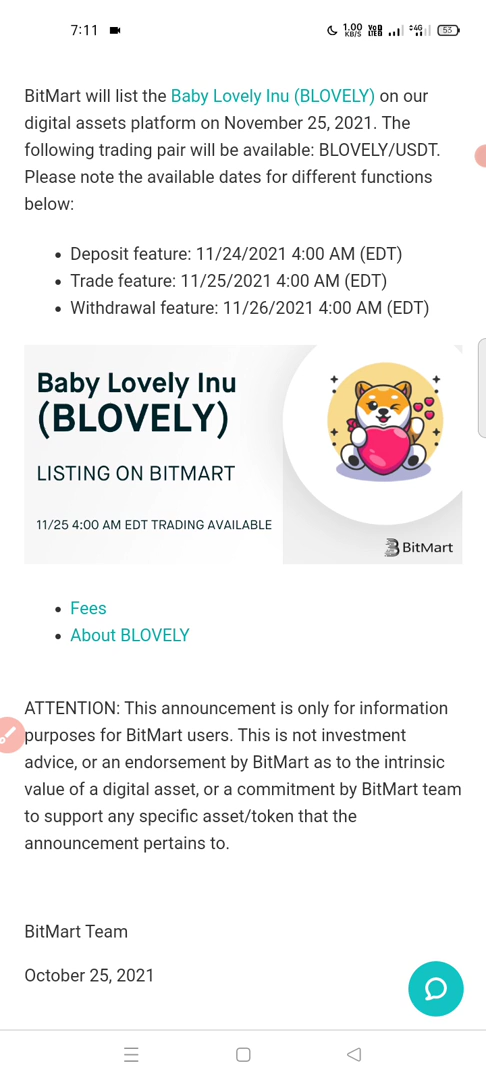 7:11
1.00 KB/S Vo LTE 4G 53
BitMart will list the Baby Lovely Inu (BLOVELY) on our
digital assets platform on November 25, 2021. The
following trading pair will be available: BLOVELY/USDT.
Please note the available dates for different functions
below:
• Deposit feature: 11/24/2021 4:00 AM (EDT)
• Trade feature: 11/25/2021 4:00 AM (EDT)
• Withdrawal feature: 11/26/2021 4:00 AM (EDT)
Baby Lovely Inu
(BLOVELY)
LISTING ON BITMART
11/25 4:00 AM EDT TRADING AVAILABLE
BitMart
• Fees
• About BLOVELY
ATTENTION: This announcement is only for information
purposes for BitMart users. This is not investment
advice, or an endorsement by BitMart as to the intrinsic
value of a digital asset, or a commitment by BitMart team
to support any specific asset/token that the
announcement pertains to.
BitMart Team
October 25, 2021